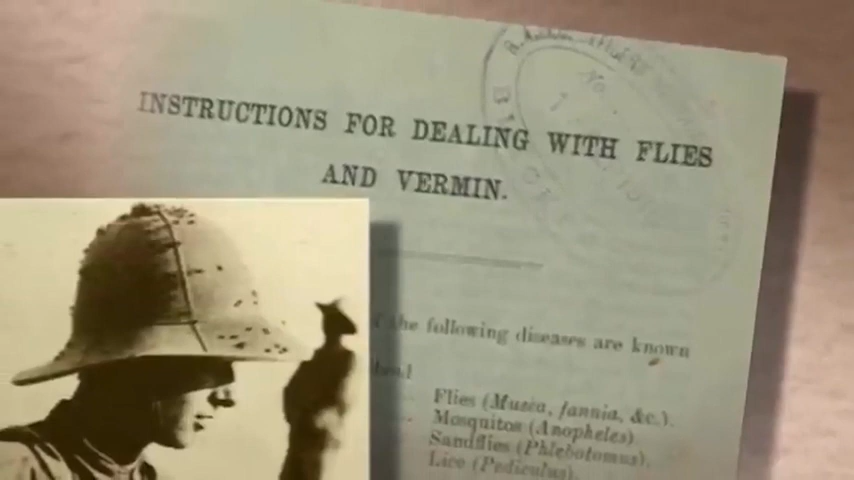 INSTRUCTIONS FOR DEALING WITH FLIES
AND VERMIN.
the following diseases are known
Flies (Musca, fannia, &c.).
Mosquitos (Anopheles)
Sandflies (Phlebotomus).
Lice (Pediculus).